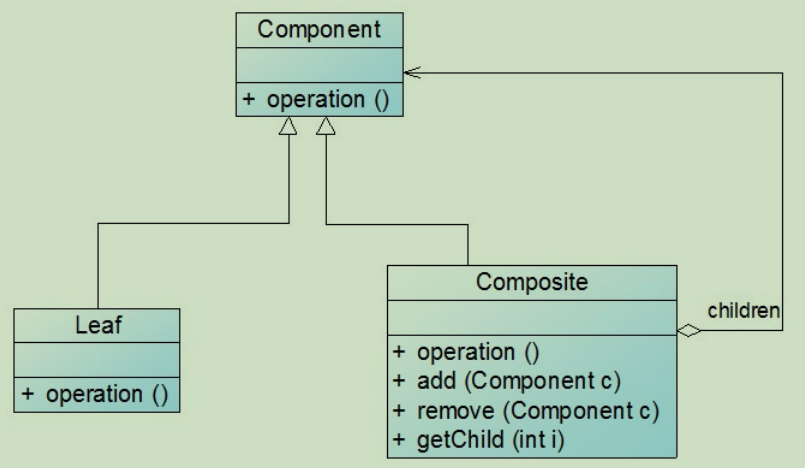 Component
+ operation ()
Leaf
+ operation ()
Composite
+ operation ()
+ add (Component c)
+ remove (Component c)
+ getChild (int i)
children